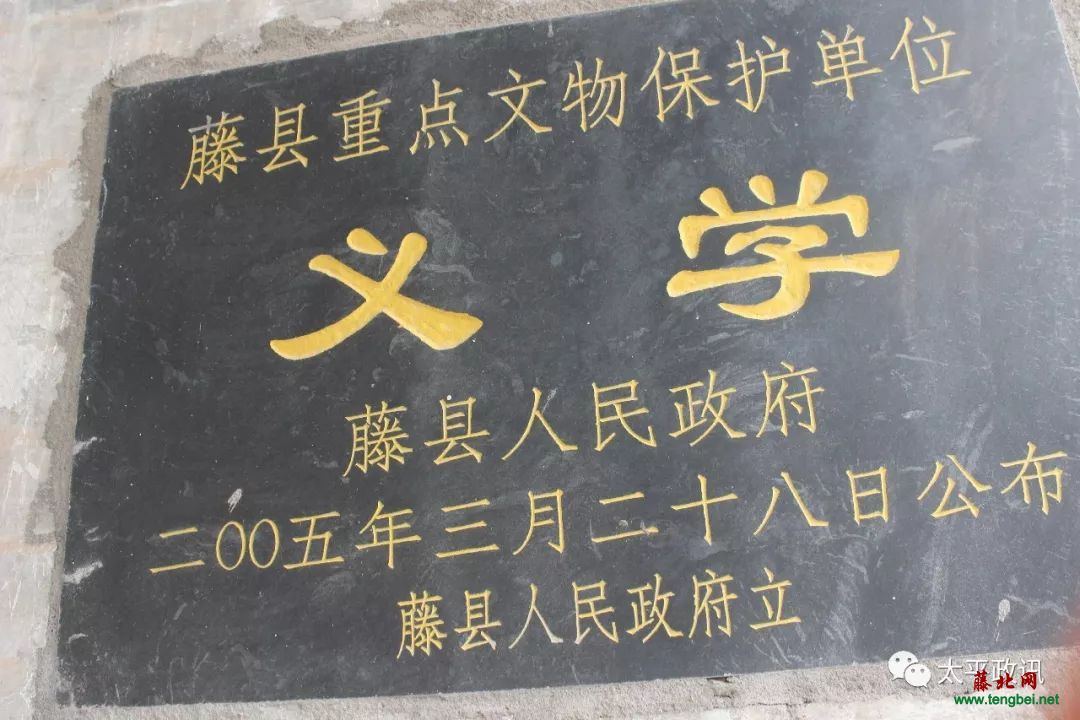 藤县重点文物保护单位
义学
藤县人民政府
二00五年三月二十八日公布
藤县人民政府立
太平政讯
藤北网
www.tengbei.net